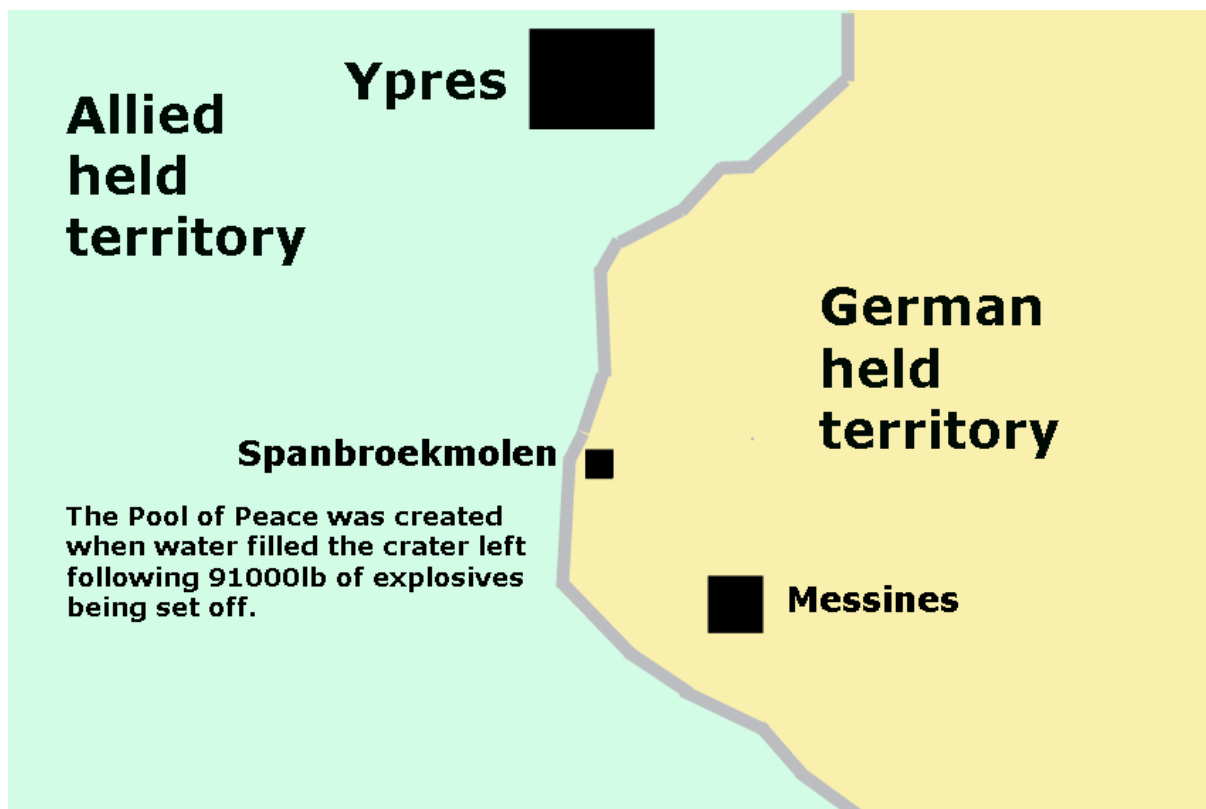 Ypres
Allied
held
territory
German
held
territory
Spanbroekmolen
The Pool of Peace was created
when water filled the crater left
following 91000lb of explosives
being set off.
Messines